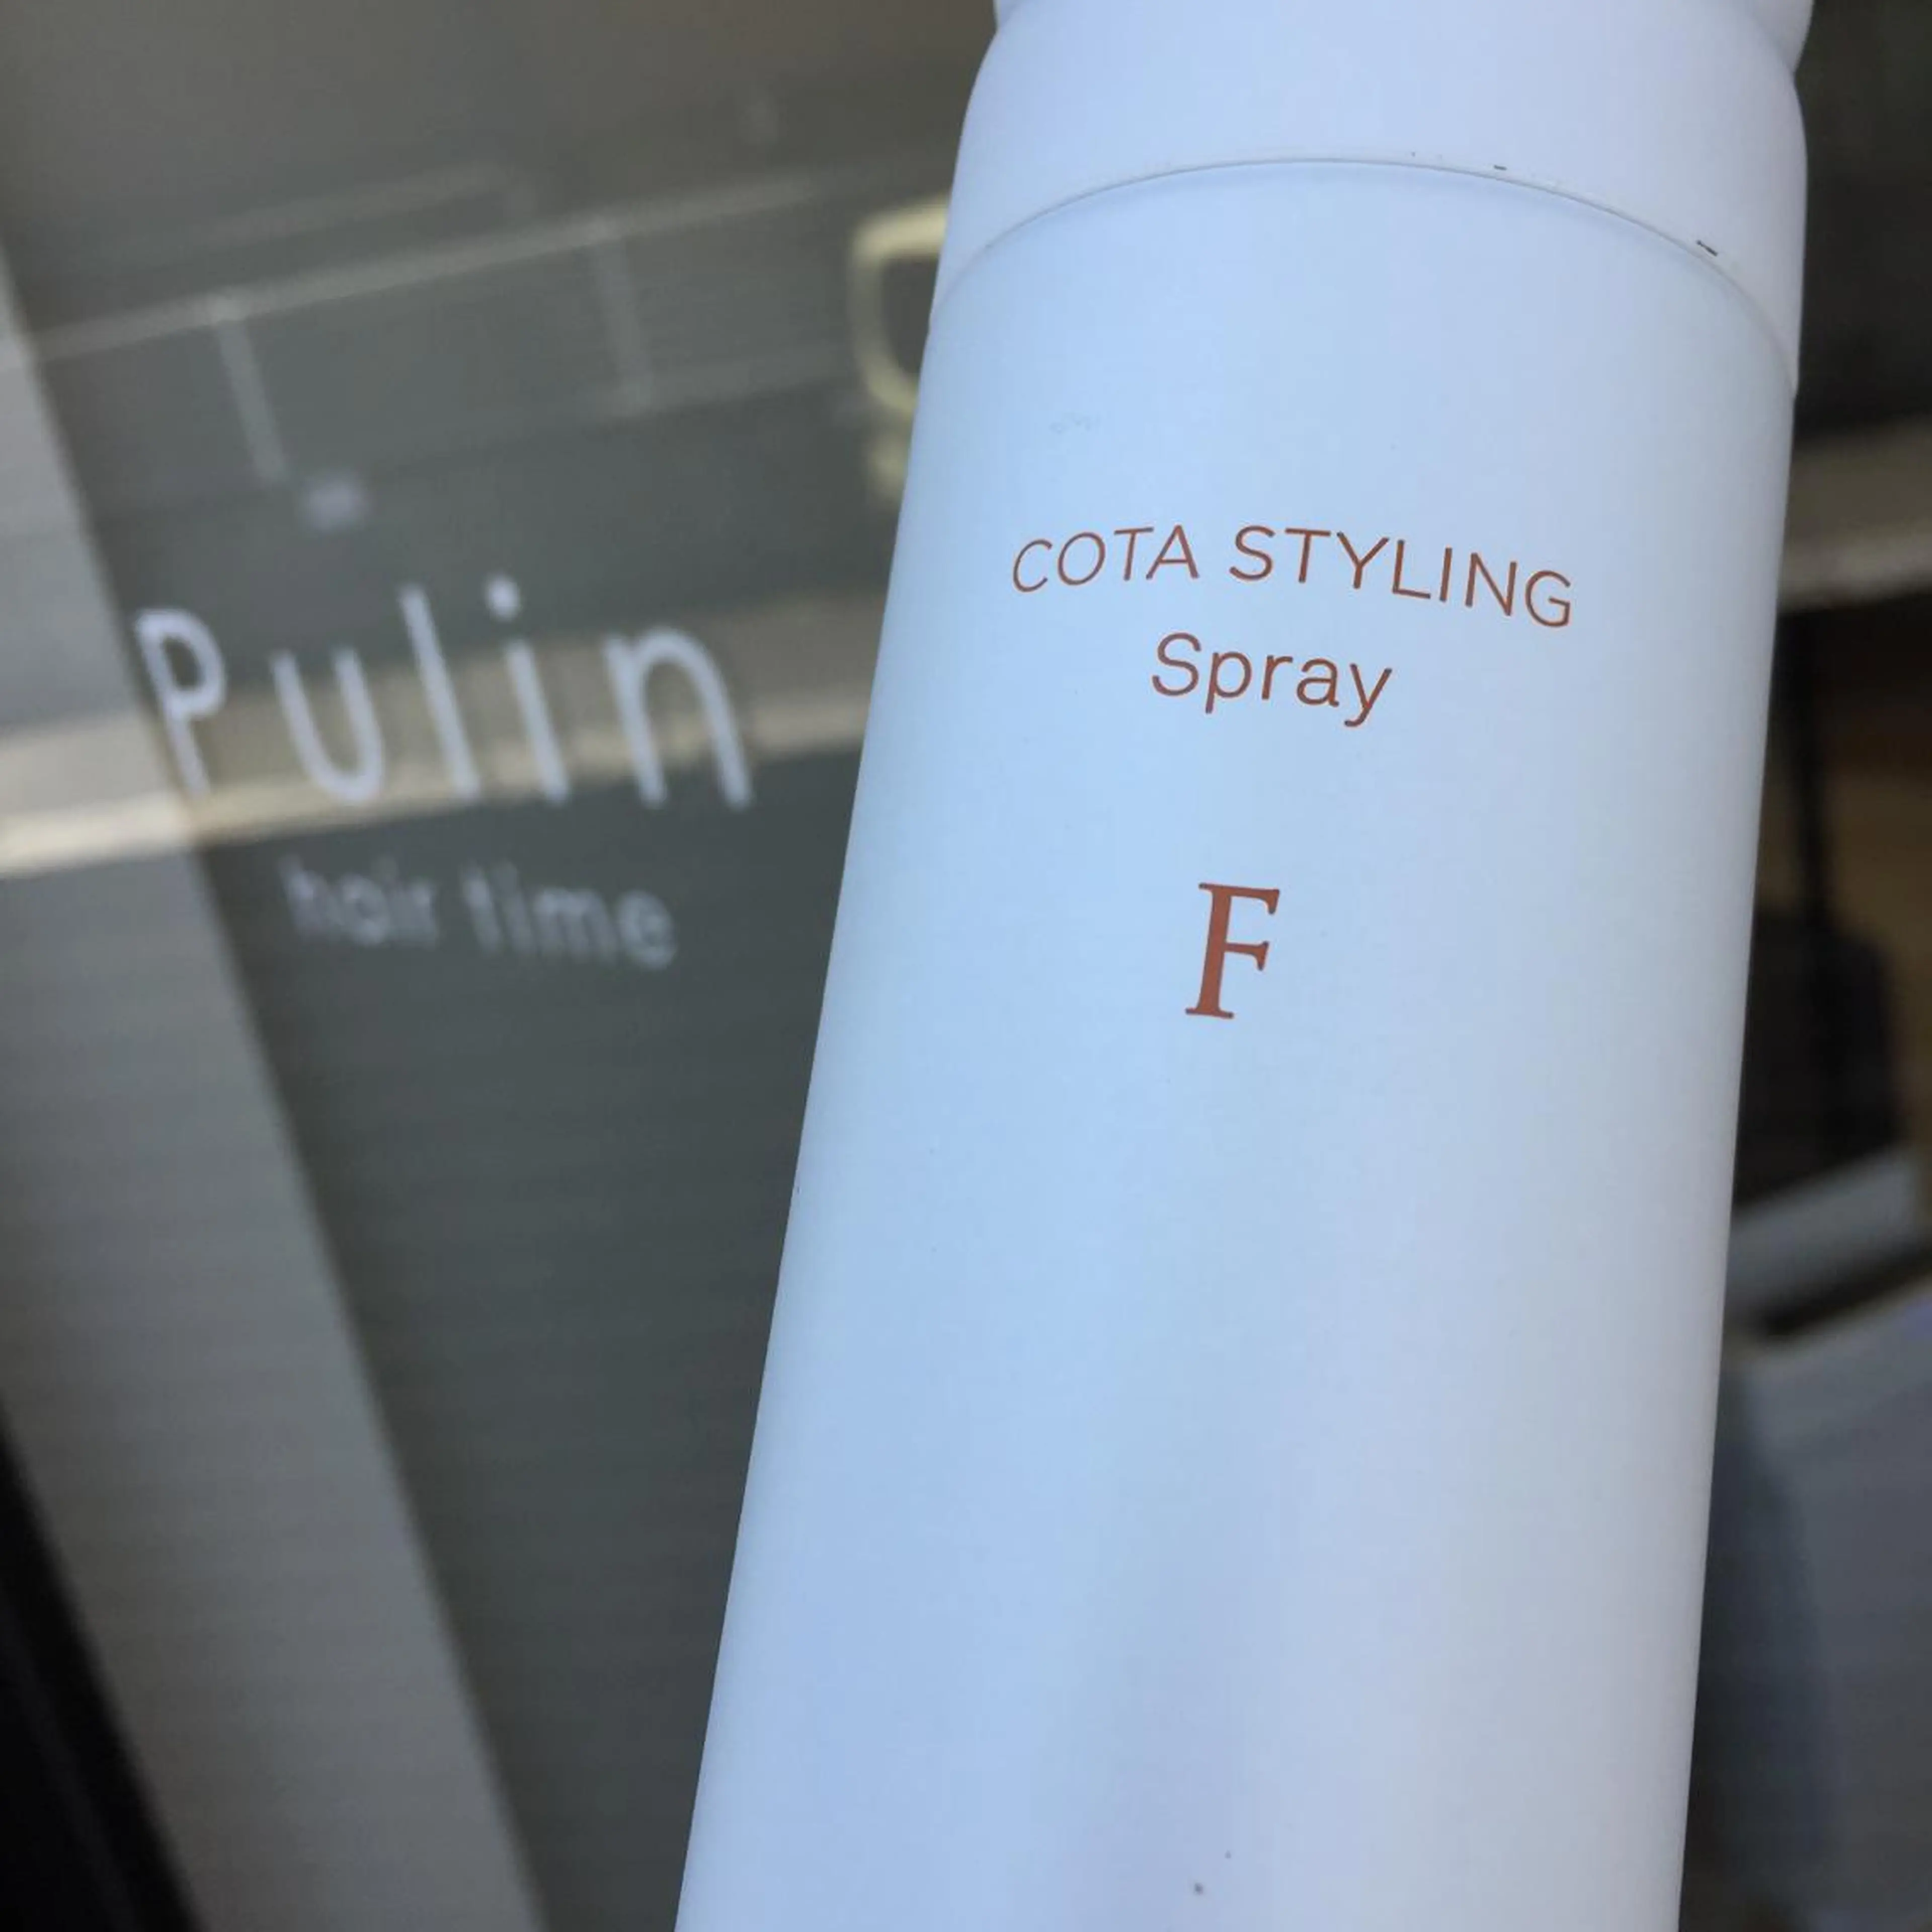 Pulin
hair time
COTA STYLING
Spray
F